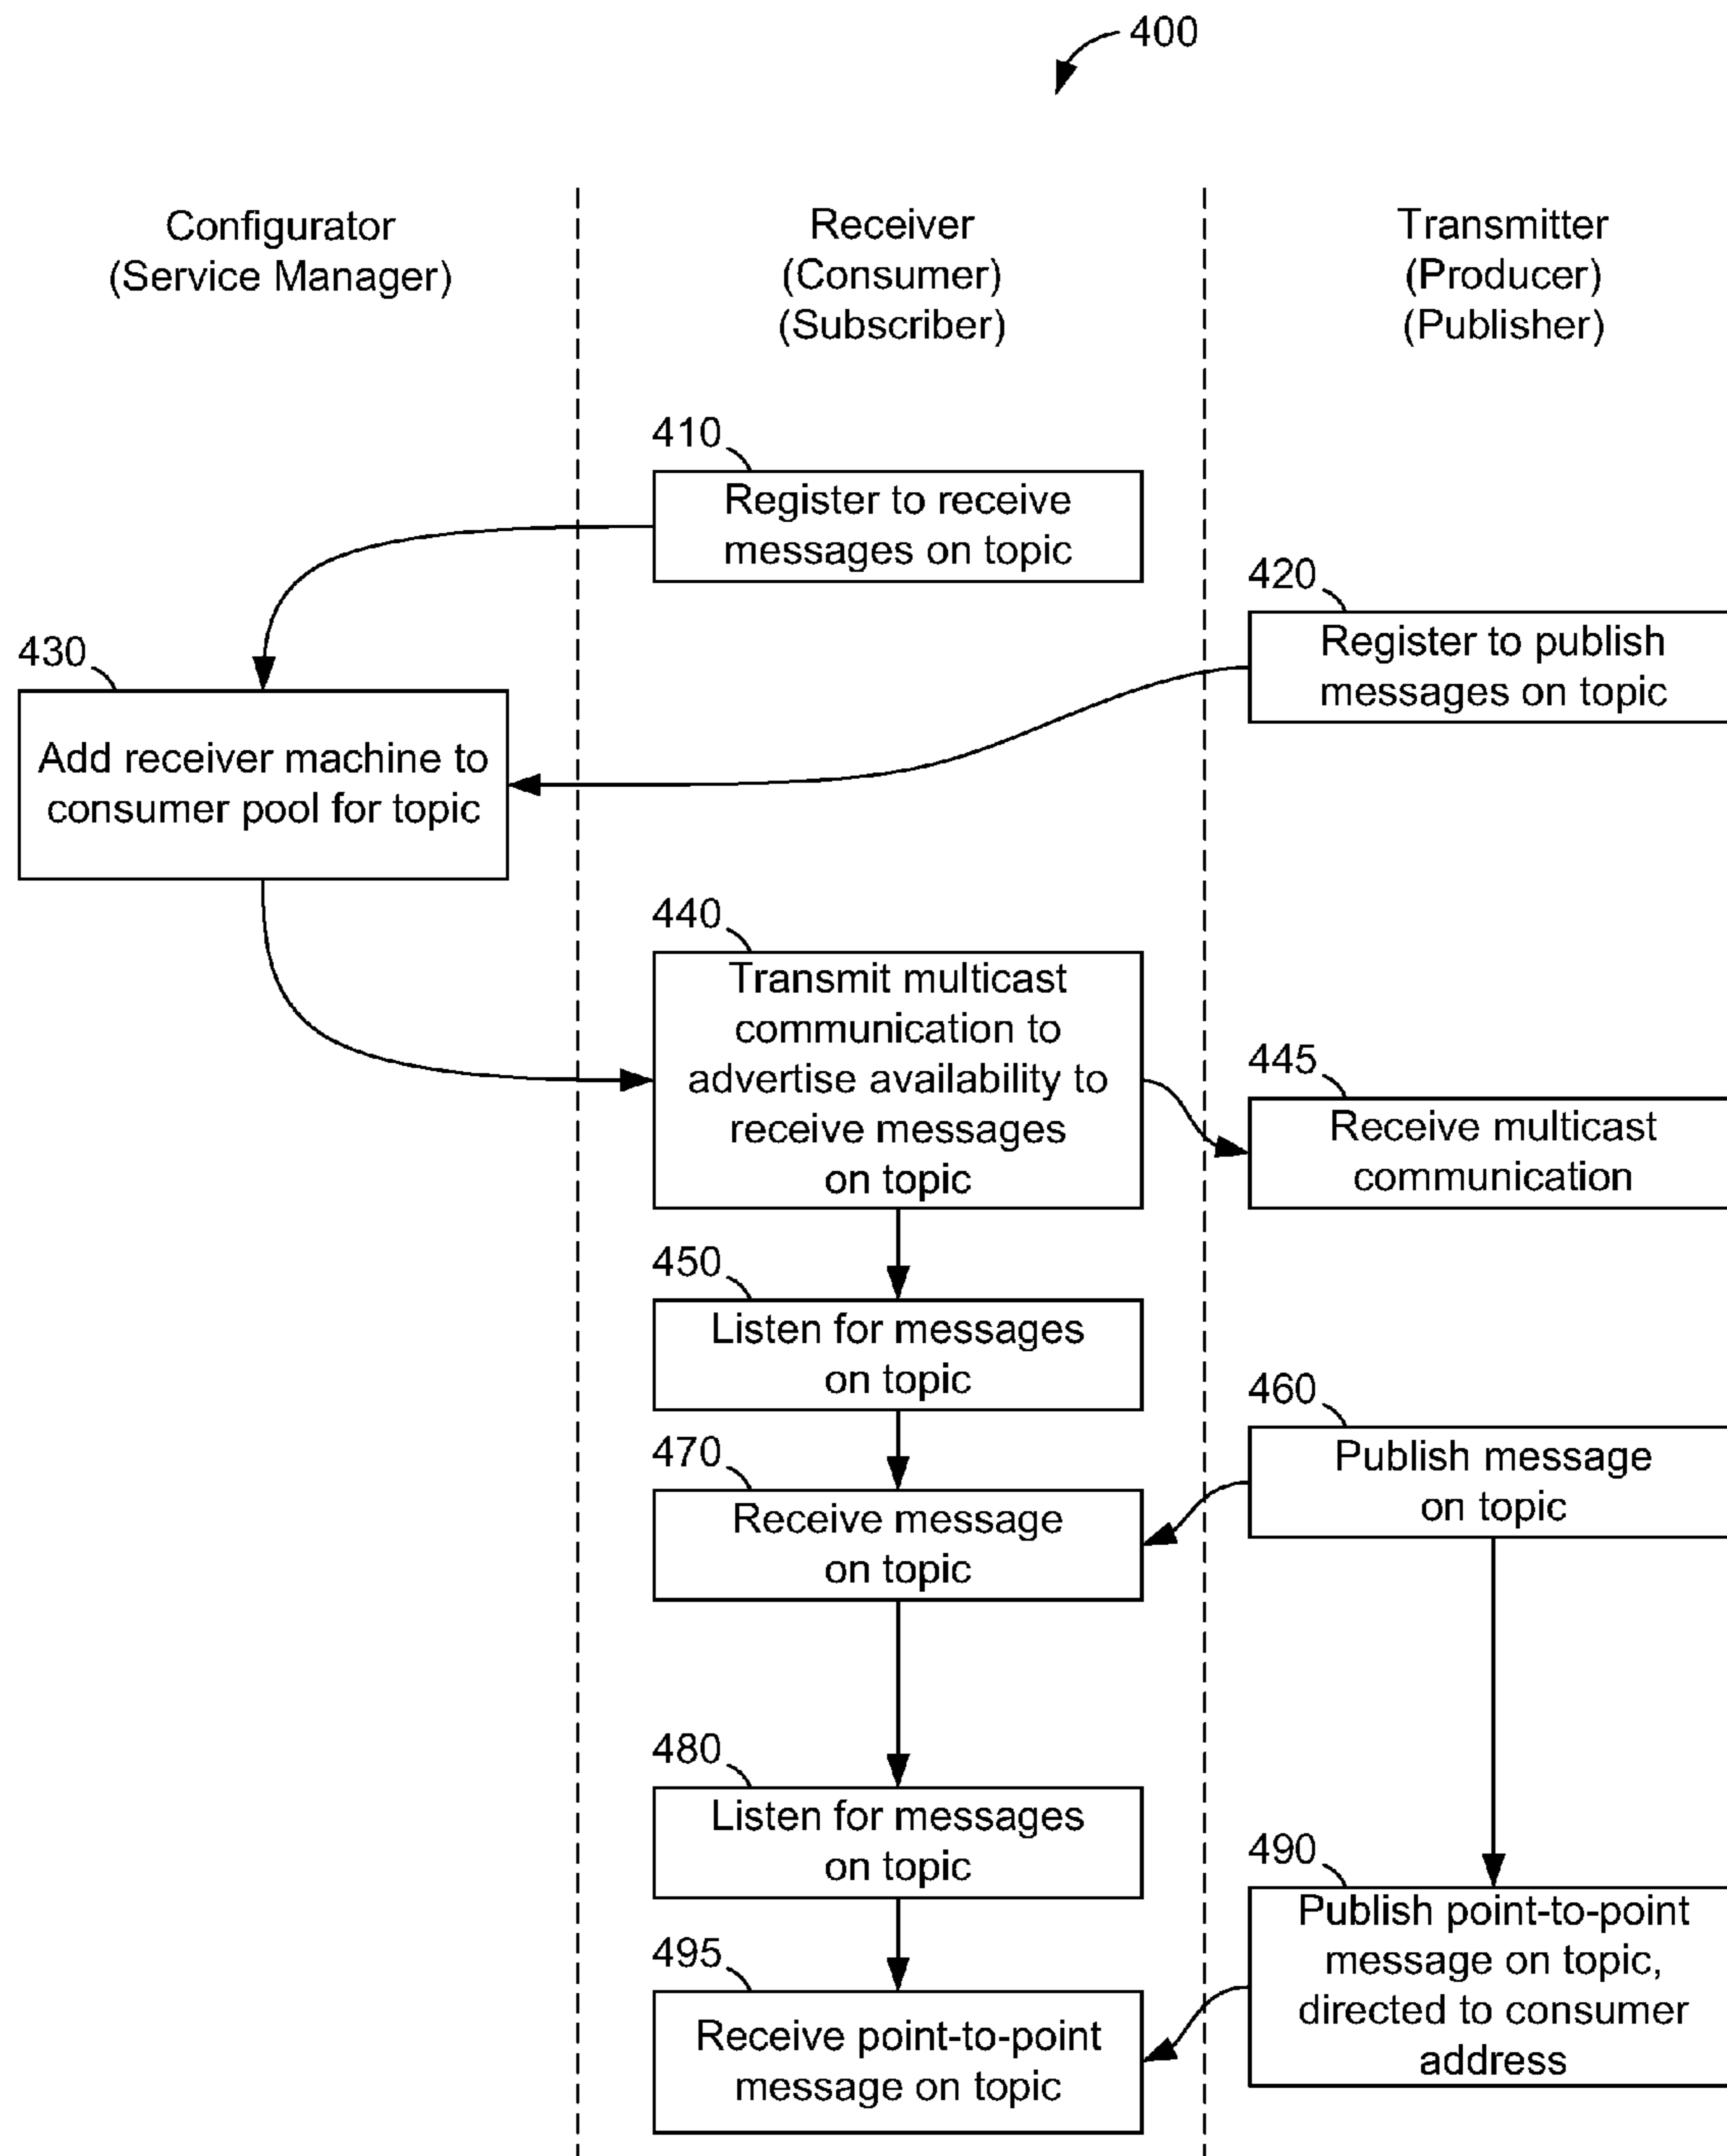 400
Configurator
(Service Manager)
Receiver
(Consumer)
(Subscriber)
Transmitter
(Producer)
(Publisher)
410
Register to receive
messages on topic
420
Register to publish
messages on topic
430
Add receiver machine to
consumer pool for topic
440
Transmit multicast
communication to
advertise availability to
receive messages
on topic
445
Receive multicast
communication
450
Listen for messages
on topic
460
Publish message
on topic
470
Receive message
on topic
480
Listen for messages
on topic
490
Publish point-to-point
message on topic,
directed to consumer
address
495
Receive point-to-point
message on topic